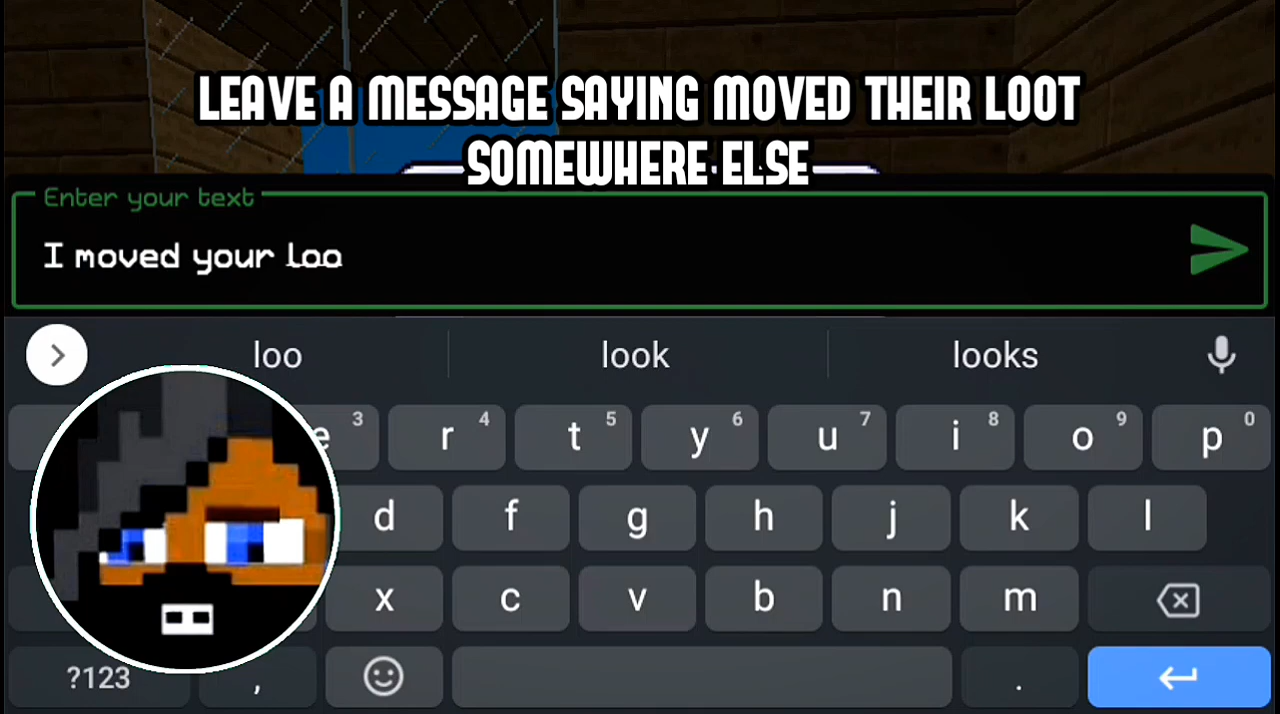 LEAVE A MESSAGE SAYING MOVED THEIR LOOT
SOMEWHERE ELSE
Enter your text
I moved your loo
loo look looks
e 3 r 4 t 5 y 6 u 7 i 8 o 9 p 0
d f g h j k l
x c v b n m
?123 , .